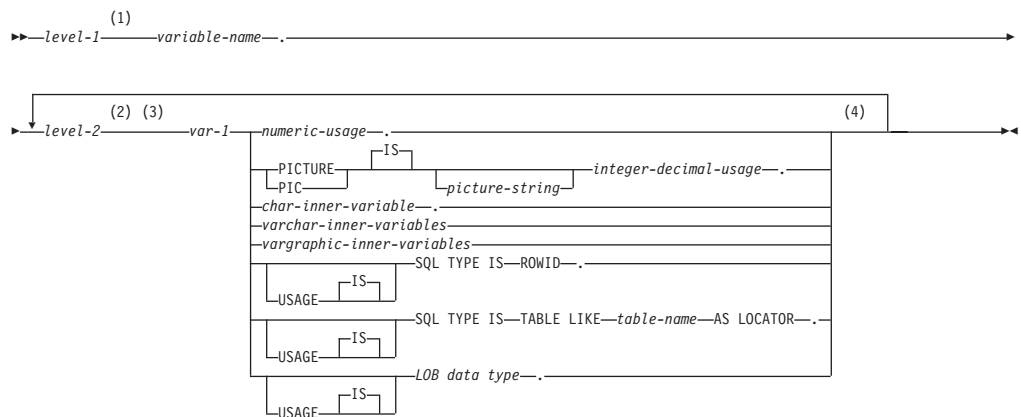 (1)
level-1 variable-name .
(2) (3) (4)
level-2 var-1 numeric-usage .
IS
PICTURE integer-decimal-usage .
PIC picture-string
char-inner-variable .
varchar-inner-variables
vargraphic-inner-variables
SQL TYPE IS ROWID .
IS
USAGE
SQL TYPE IS TABLE LIKE table-name AS LOCATOR .
IS
USAGE
LOB data type .
IS
USAGE